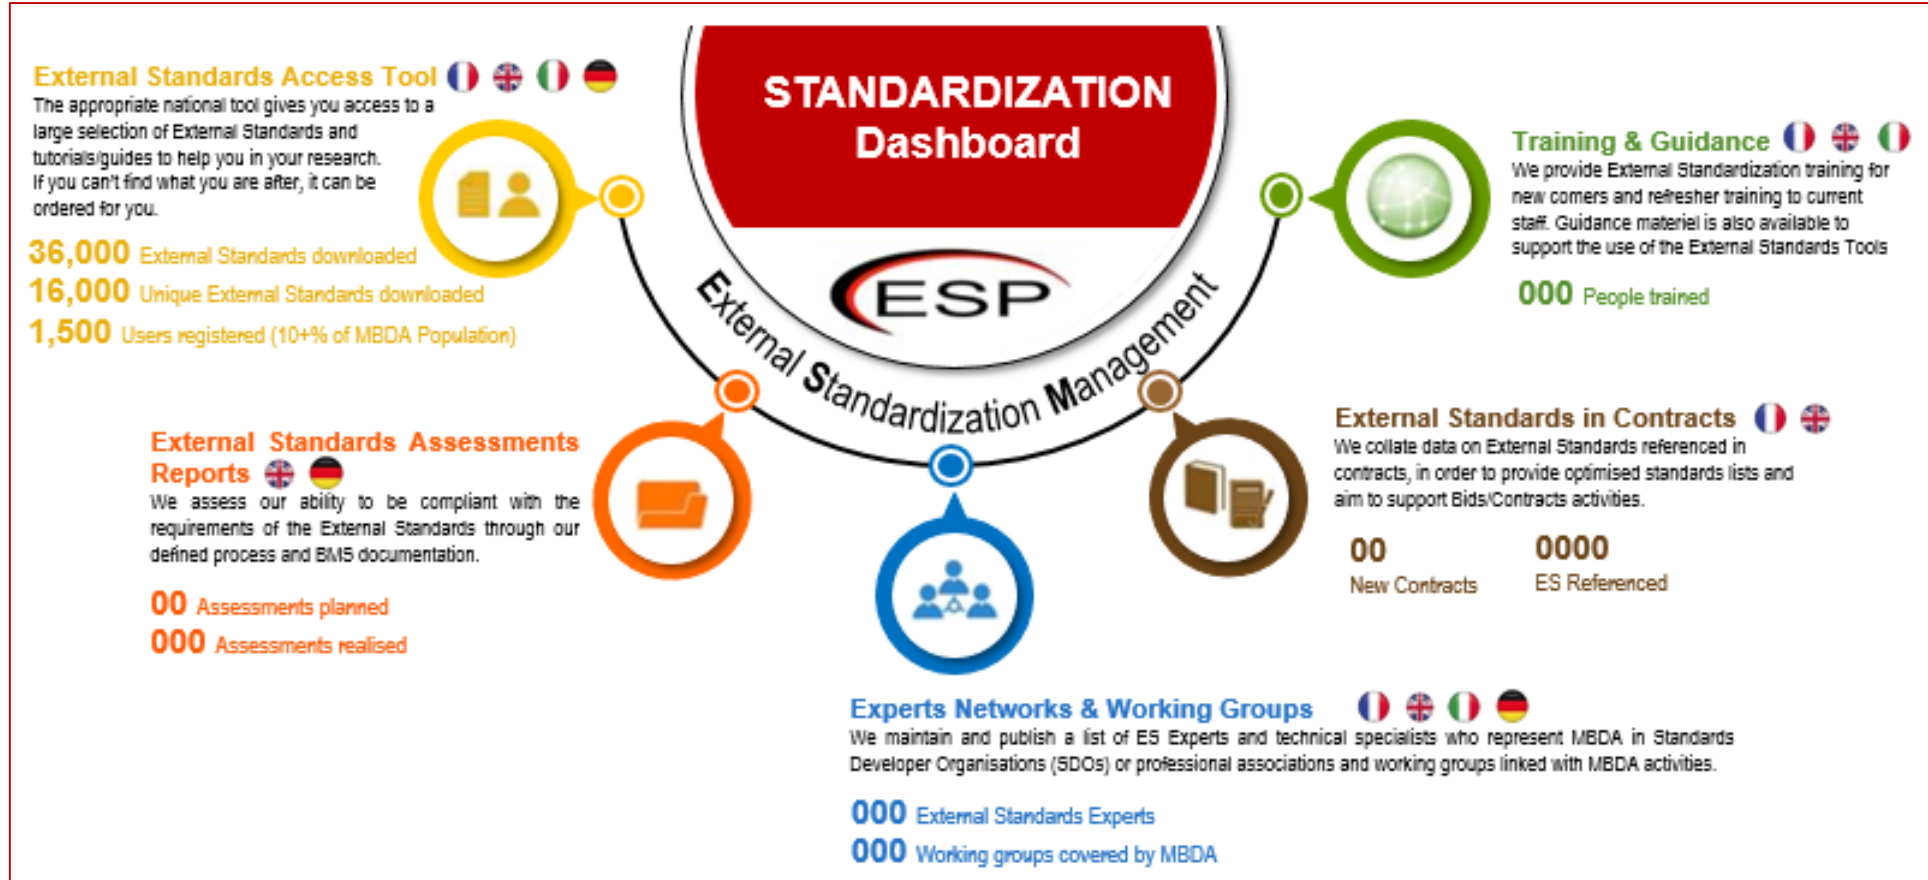 STANDARDIZATION
Dashboard
ESP
External Standardization Management
External Standards Access Tool
The appropriate national tool gives you access to a
large selection of External Standards and
tutorials/guides to help you in your research.
If you can't find what you are after, it can be
ordered for you.
36,000 External Standards downloaded
16,000 Unique External Standards downloaded
1,500 Users registered (10+% of MBDA Population)
External Standards Assessments
Reports
We assess our ability to be compliant with the
requirements of the External Standards through our
defined process and BMS documentation.
00 Assessments planned
000 Assessments realised
Experts Networks & Working Groups
We maintain and publish a list of ES Experts and technical specialists who represent MBDA in Standards
Developer Organisations (SDOs) or professional associations and working groups linked with MBDA activities.
000 External Standards Experts
000 Working groups covered by MBDA
External Standards in Contracts
We collate data on External Standards referenced in
contracts, in order to provide optimised standards lists and
aim to support Bids/Contracts activities.
00 0000
New Contracts ES Referenced
Training & Guidance
We provide External Standardization training for
new comers and refresher training to current
staff. Guidance materiel is also available to
support the use of the External Standards Tools
000 People trained